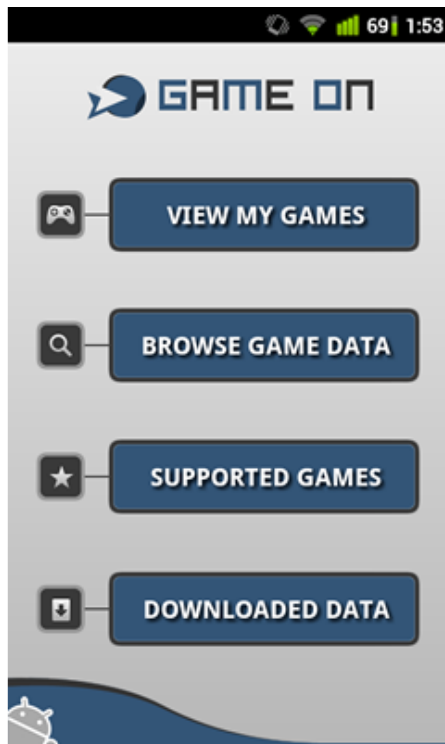 69 1:53
GAME ON
VIEW MY GAMES
BROWSE GAME DATA
SUPPORTED GAMES
DOWNLOADED DATA